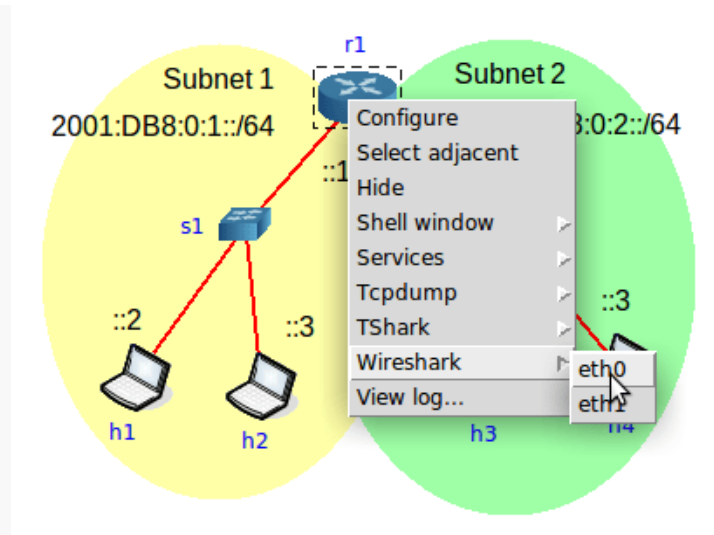 r1
Subnet 1
Subnet 2
2001:DB8:0:1::/64
:0:2::/64
::1
s1
::2
::3
h1
h2
Configure
Select adjacent
Hide
Shell window
Services
Tcpdump
TShark
Wireshark
View log...
eth0
eth1
::3
h3
h4